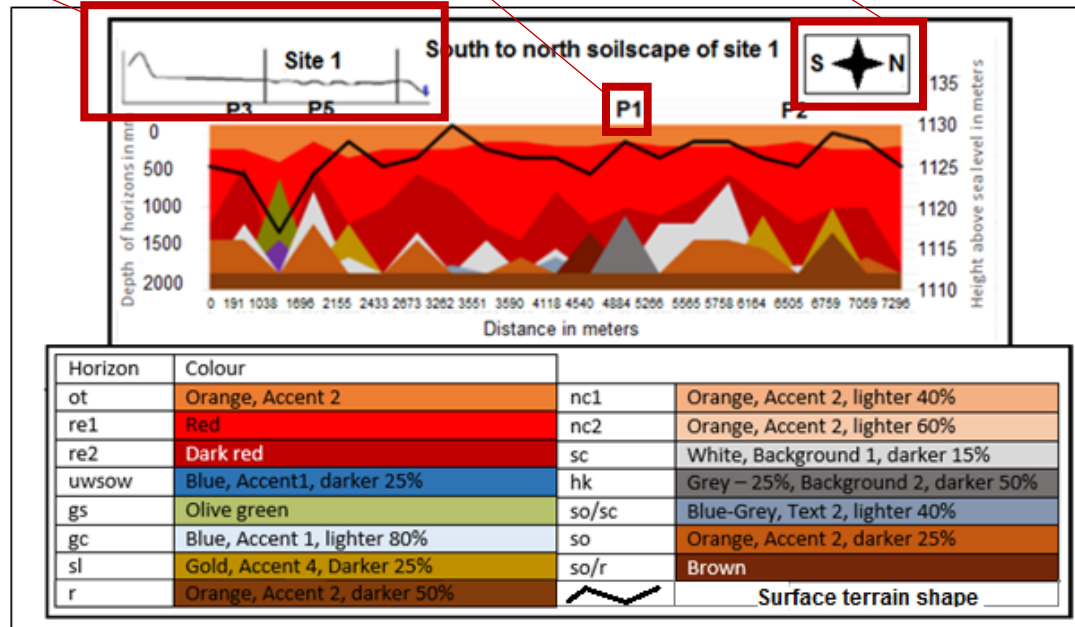 Site 1
South to north soilscape of site 1
S N
P3 P5 P1 P2
Depth of horizons in mm
0
500
1000
1500
2000
135
1130
1125
1120
1115
1110
Height above sea level in meters
0 191 1038 1696 2155 2433 2673 3262 3551 3590 4118 4540 4884 5266 5565 5758 6164 6505 6759 7059 7296
Distance in meters
Horizon Colour
ot Orange, Accent 2
re1 Red
re2 Dark red
uwsow Blue, Accent1, darker 25%
gs Olive green
gc Blue, Accent 1, lighter 80%
sl Gold, Accent 4, Darker 25%
r Orange, Accent 2, darker 50%
nc1 Orange, Accent 2, lighter 40%
nc2 Orange, Accent 2, lighter 60%
sc White, Background 1, darker 15%
hk Grey – 25%, Background 2, darker 50%
so/sc Blue-Grey, Text 2, lighter 40%
so Orange, Accent 2, darker 25%
so/r Brown
Surface terrain shape